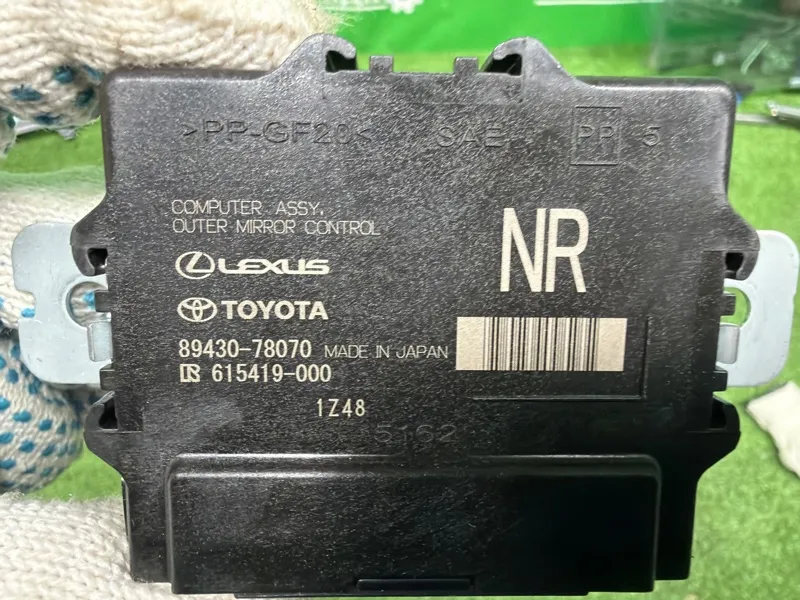 >PP-GF20< SAE PP 5
COMPUTER ASSY,
OUTER MIRROR CONTROL
NR
LEXUS
TOYOTA
89430-78070 MADE IN JAPAN
615419-000
1Z48
5162